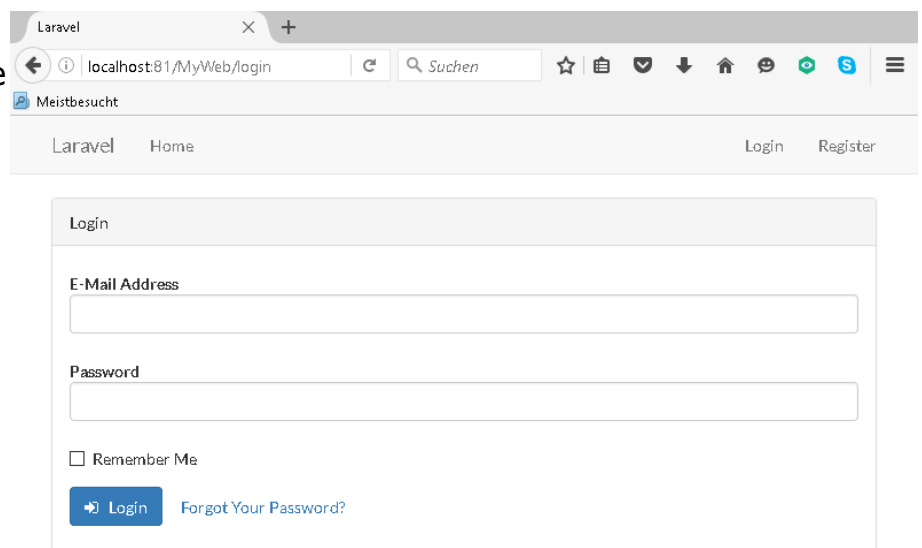 Laravel
e
localhost:81/MyWeb/login
Suchen
Meistbesucht
Laravel Home Login Register
Login
E-Mail Address
Password
Remember Me
Login Forgot Your Password?